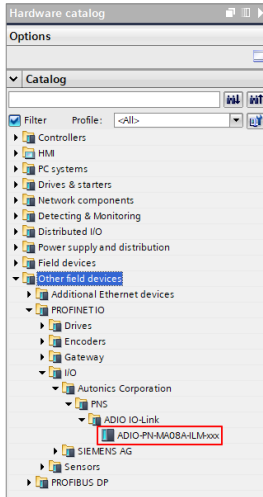 Hardware catalog
Options
Catalog
Filter Profile: <All>
Controllers
HMI
PC systems
Drives & starters
Network components
Detecting & Monitoring
Distributed I/O
Power supply and distribution
Field devices
Other field devices
Additional Ethernet devices
PROFINET IO
Drives
Encoders
Gateway
I/O
Autonics Corporation
PNS
ADIO IO-Link
ADIO-PN-MA08A-ILM-xxx
SIEMENS AG
Sensors
PROFIBUS DP